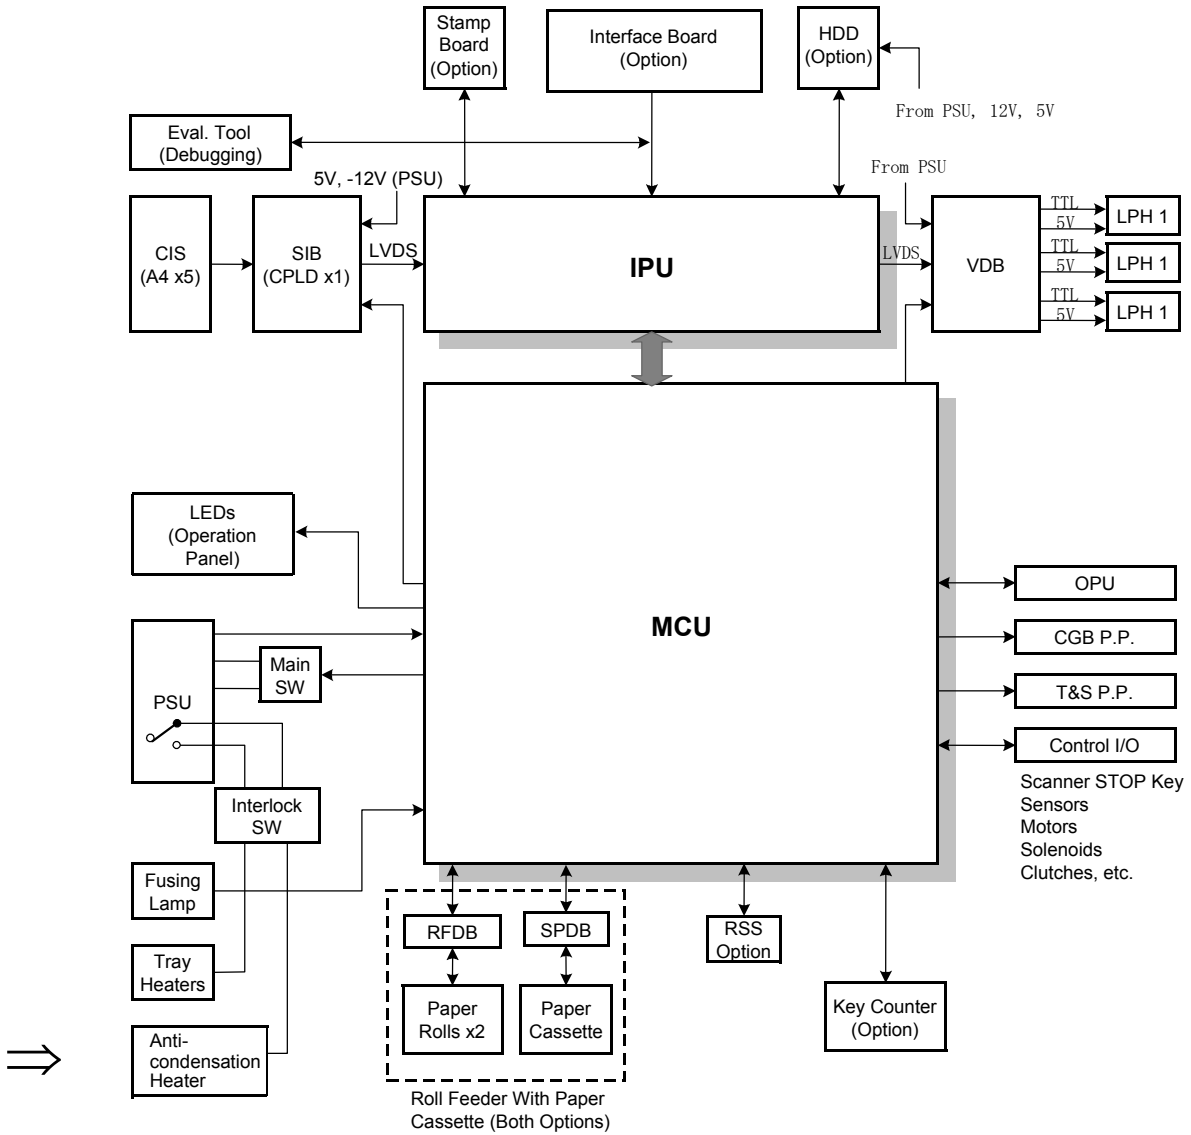 Stamp
Board
(Option)
Interface Board
(Option)
HDD
(Option)
From PSU, 12V, 5V
Eval. Tool
(Debugging)
5V, -12V (PSU)
From PSU
CIS
(A4 x5)
SIB
(CPLD x1)
LVDS
IPU
LVDS
VDB
TTL
5V
LPH 1
TTL
5V
LPH 1
TTL
5V
LPH 1
LEDs
(Operation
Panel)
MCU
OPU
CGB P.P.
T&S P.P.
Control I/O
Scanner STOP Key
Sensors
Motors
Solenoids
Clutches, etc.
PSU
Main
SW
Interlock
SW
Fusing
Lamp
Tray
Heaters
Anti-
condensation
Heater
RFDB
SPDB
Paper
Rolls x2
Paper
Cassette
Roll Feeder With Paper
Cassette (Both Options)
RSS
Option
Key Counter
(Option)